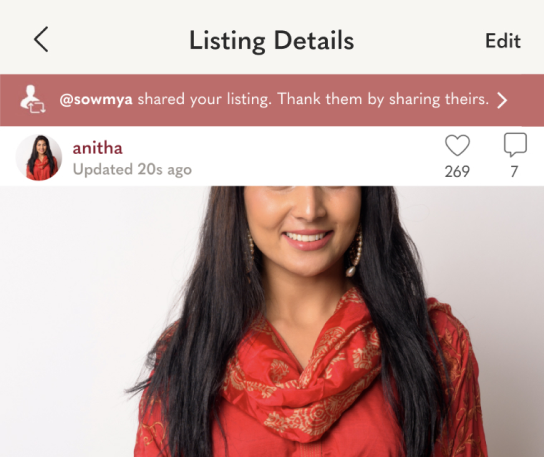 Listing Details
Edit
@sowmya shared your listing. Thank them by sharing theirs.
anitha
Updated 20s ago
269
7